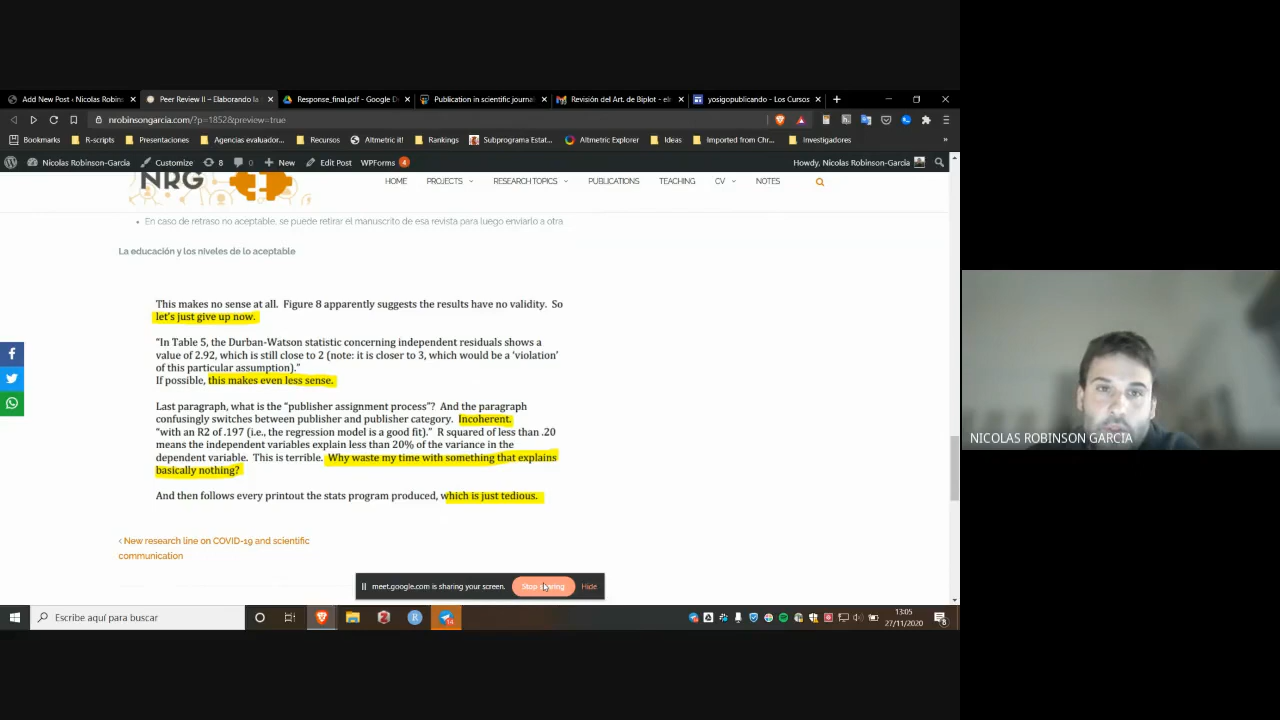 Add New Post ‹ Nicolas Robin
Peer Review II – Elaborando la
Response_final.pdf - Google D
Publication in scientific journa
Revisión del Art. de Biplot - el
yosigopublicando - Los Cursos
nrobinsongarcia.com/?p=1852&preview=true
Bookmarks
R-scripts
Presentaciones
Agencias evaluador...
Recursos
Altmetric it!
Rankings
Subprograma Estat...
Altmetric Explorer
Ideas
Imported from Chr...
Investigadores
Nicolas Robinson-Garcia
Customize
8
0
New
Edit Post
WPForms 4
Howdy, Nicolas Robinson-Garcia
NRG
HOME
PROJECTS
RESEARCH TOPICS
PUBLICATIONS
TEACHING
CV
NOTES
En caso de retraso no aceptable, se puede retirar el manuscrito de esa revista para luego enviarlo a otra
La educación y los niveles de lo aceptable
This makes no sense at all. Figure 8 apparently suggests the results have no validity. So
let's just give up now.
"In Table 5, the Durban-Watson statistic concerning independent residuals shows a
value of 2.92, which is still close to 2 (note: it is closer to 3, which would be a 'violation'
of this particular assumption)."
If possible, this makes even less sense.
Last paragraph, what is the "publisher assignment process"? And the paragraph
confusingly switches between publisher and publisher category. Incoherent.
"with an R2 of .197 (i.e., the regression model is a good fit)." R squared of less than .20
means the independent variables explain less than 20% of the variance in the
dependent variable. This is terrible. Why waste my time with something that explains
basically nothing?
And then follows every printout the stats program produced, which is just tedious.
‹ New research line on COVID-19 and scientific
communication
meet.google.com is sharing your screen.
Stop sharing
Hide
NICOLAS ROBINSON GARCIA
Escribe aquí para buscar
14
13:05
27/11/2020
8